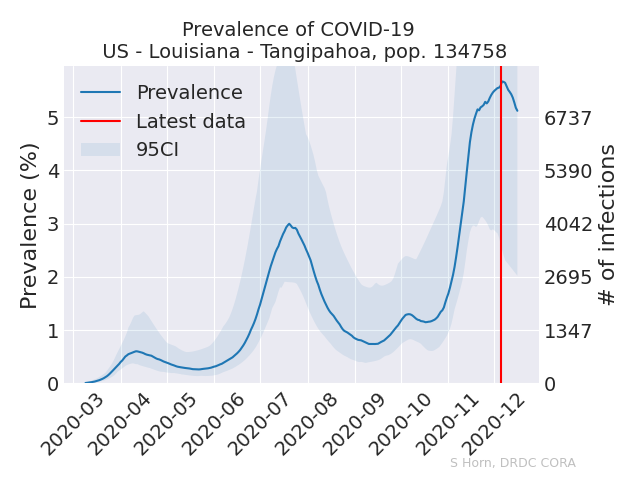 Prevalence of COVID-19
US - Louisiana - Tangipahoa, pop. 134758
Prevalence
Latest data
95CI
Prevalence (%)
5
4
3
2
1
0
6737
5390
4042
2695
1347
0
# of infections
2020-03
2020-04
2020-05
2020-06
2020-07
2020-08
2020-09
2020-10
2020-11
2020-12
S Horn, DRDC CORA